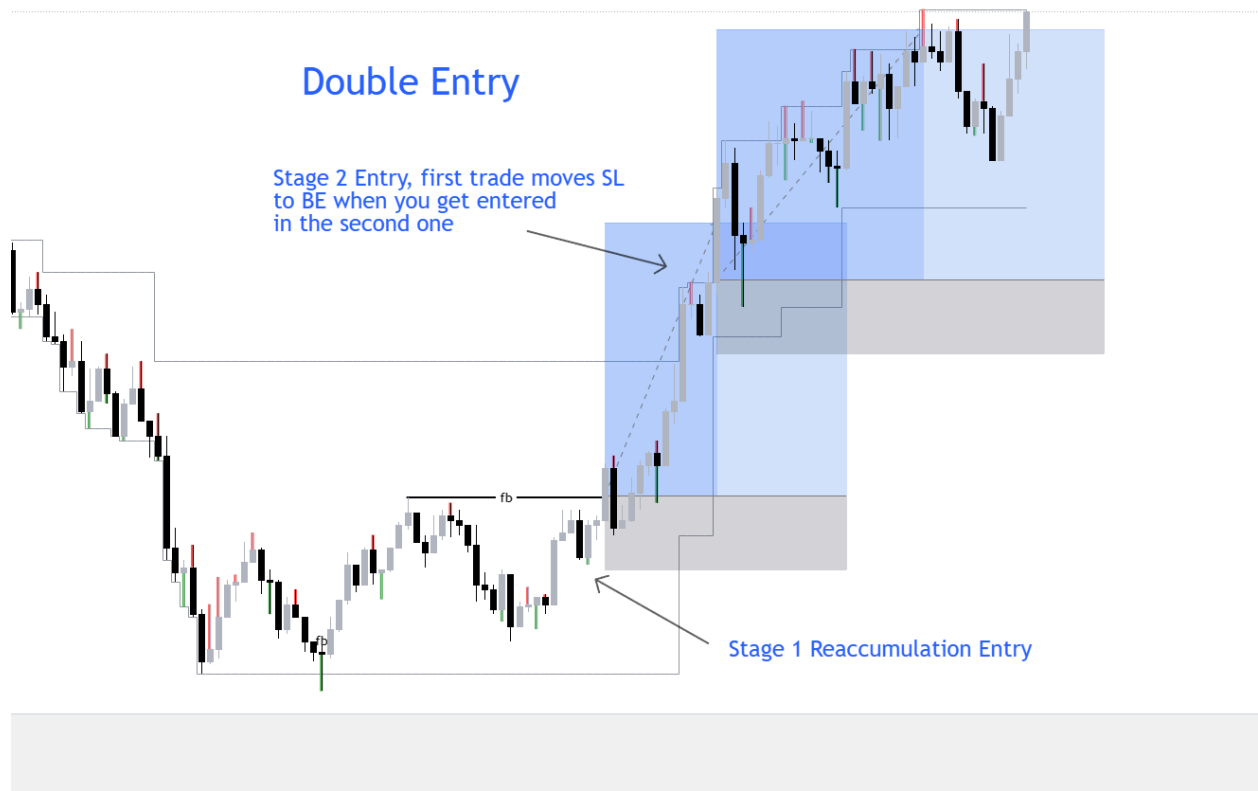 Double Entry
Stage 2 Entry, first trade moves SL
to BE when you get entered
in the second one
fb
fb
Stage 1 Reaccumulation Entry